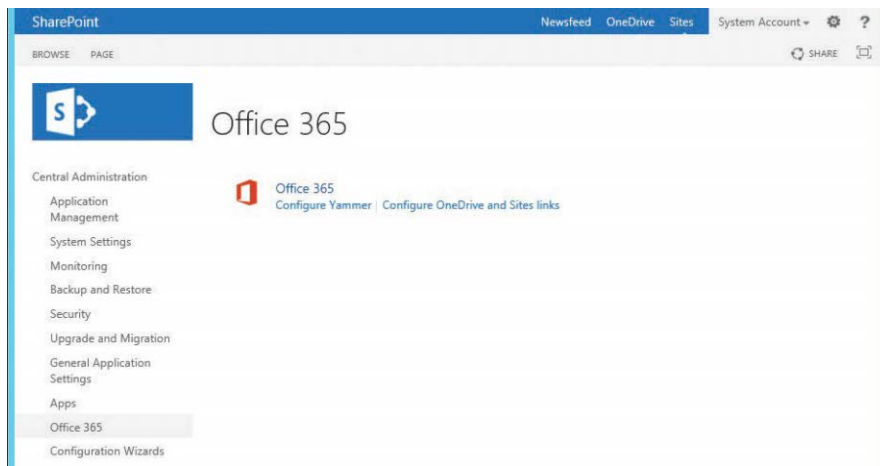 SharePoint
Newsfeed OneDrive Sites System Account ?
BROWSE PAGE
SHARE
S
Office 365
Central Administration
Application
Management
System Settings
Monitoring
Backup and Restore
Security
Upgrade and Migration
General Application
Settings
Apps
Office 365
Configuration Wizards
Office 365
Configure Yammer | Configure OneDrive and Sites links